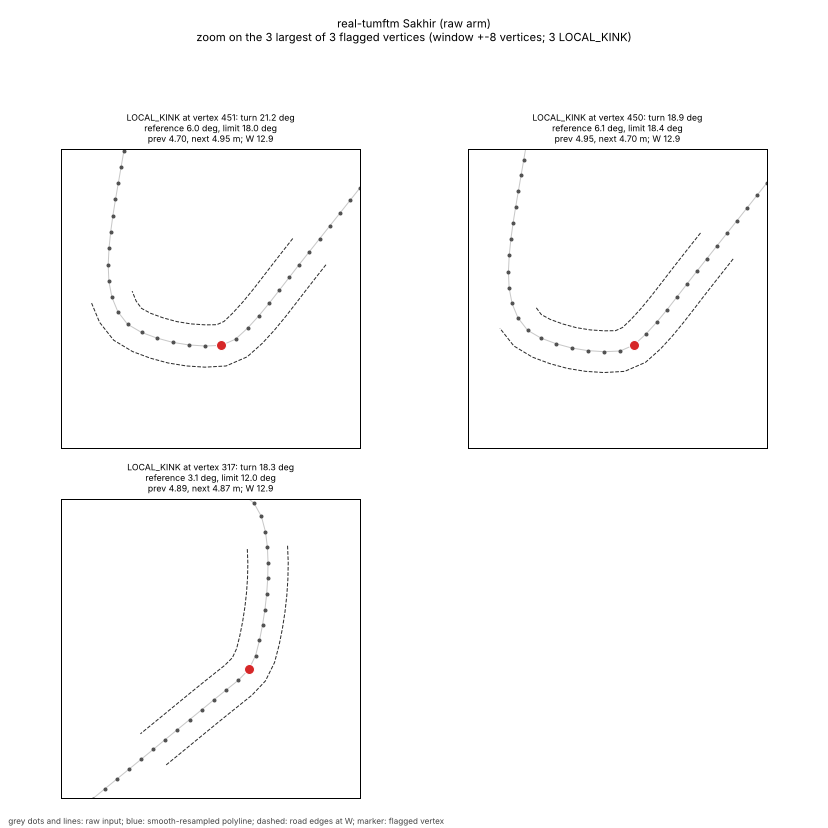 real-tumftm Sakhir (raw arm)
zoom on the 3 largest of 3 flagged vertices (window +-8 vertices; 3 LOCAL_KINK)
LOCAL_KINK at vertex 451: turn 21.2 deg
reference 6.0 deg, limit 18.0 deg
prev 4.70, next 4.95 m; W 12.9
LOCAL_KINK at vertex 450: turn 18.9 deg
reference 6.1 deg, limit 18.4 deg
prev 4.95, next 4.70 m; W 12.9
LOCAL_KINK at vertex 317: turn 18.3 deg
reference 3.1 deg, limit 12.0 deg
prev 4.89, next 4.87 m; W 12.9
grey dots and lines: raw input; blue: smooth-resampled polyline; dashed: road edges at W; marker: flagged vertex